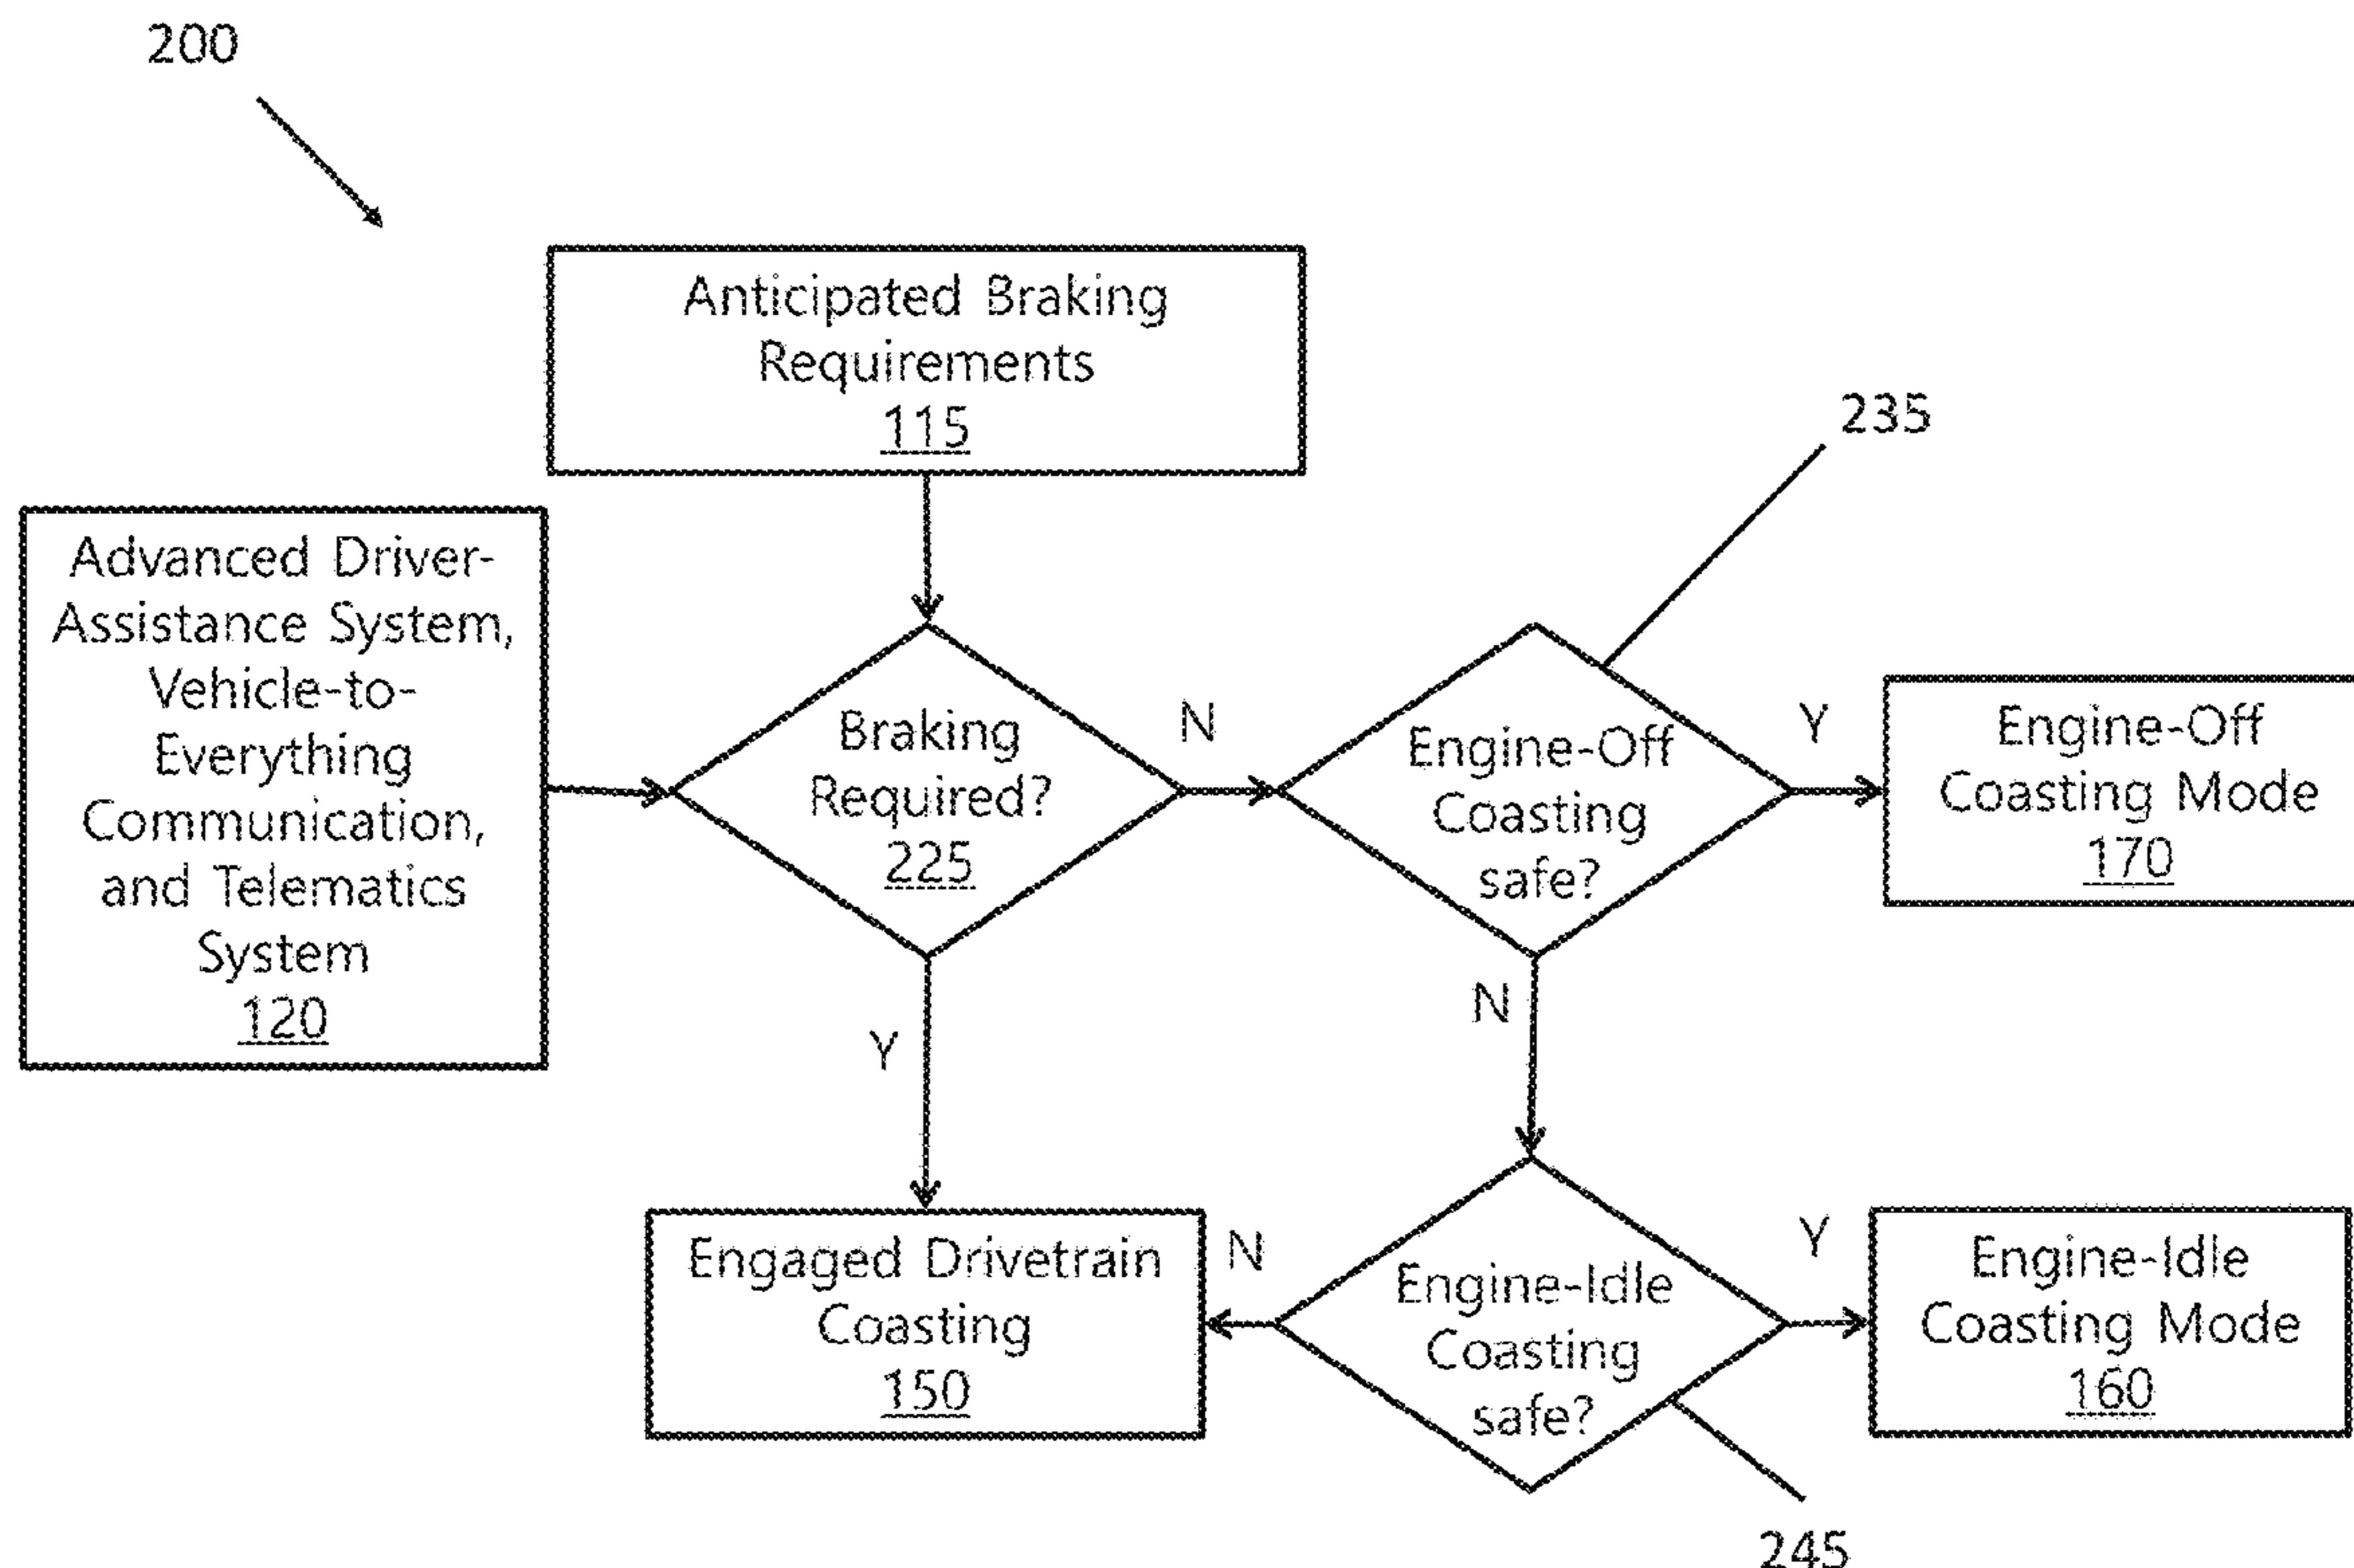 200
Anticipated Braking
Requirements
115
235
Advanced Driver-
Assistance System,
Vehicle-to-
Everything
Communication,
and Telematics
System
120
Braking
Required?
225
N
Engine-Off
Coasting
safe?
Y
Engine-Off
Coasting Mode
170
Y
N
Engaged Drivetrain
Coasting
150
N
Engine-Idle
Coasting
safe?
Y
Engine-Idle
Coasting Mode
160
245